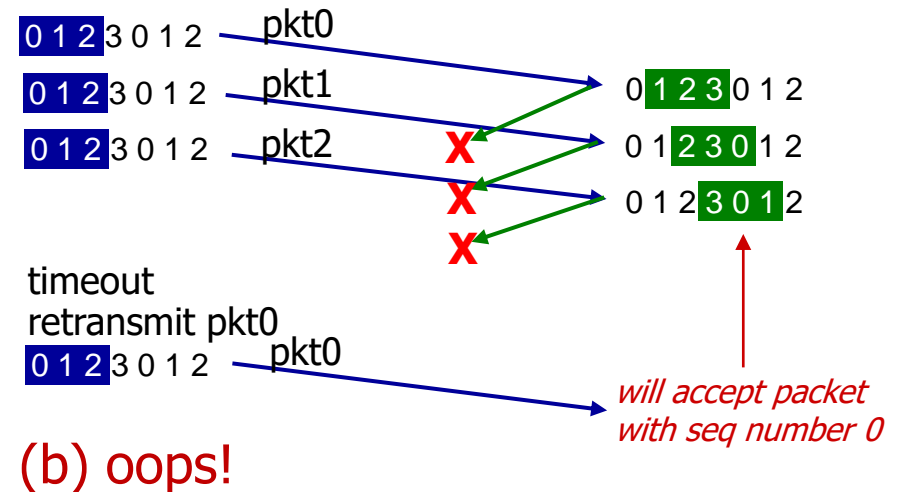 0 1 2 3 0 1 2 pkt0
0 1 2 3 0 1 2
0 1 2 3 0 1 2 pkt1
X 0 1 2 3 0 1 2
0 1 2 3 0 1 2 pkt2
X 0 1 2 3 0 1 2
X
timeout
retransmit pkt0
0 1 2 3 0 1 2 pkt0
will accept packet
with seq number 0
(b) oops!